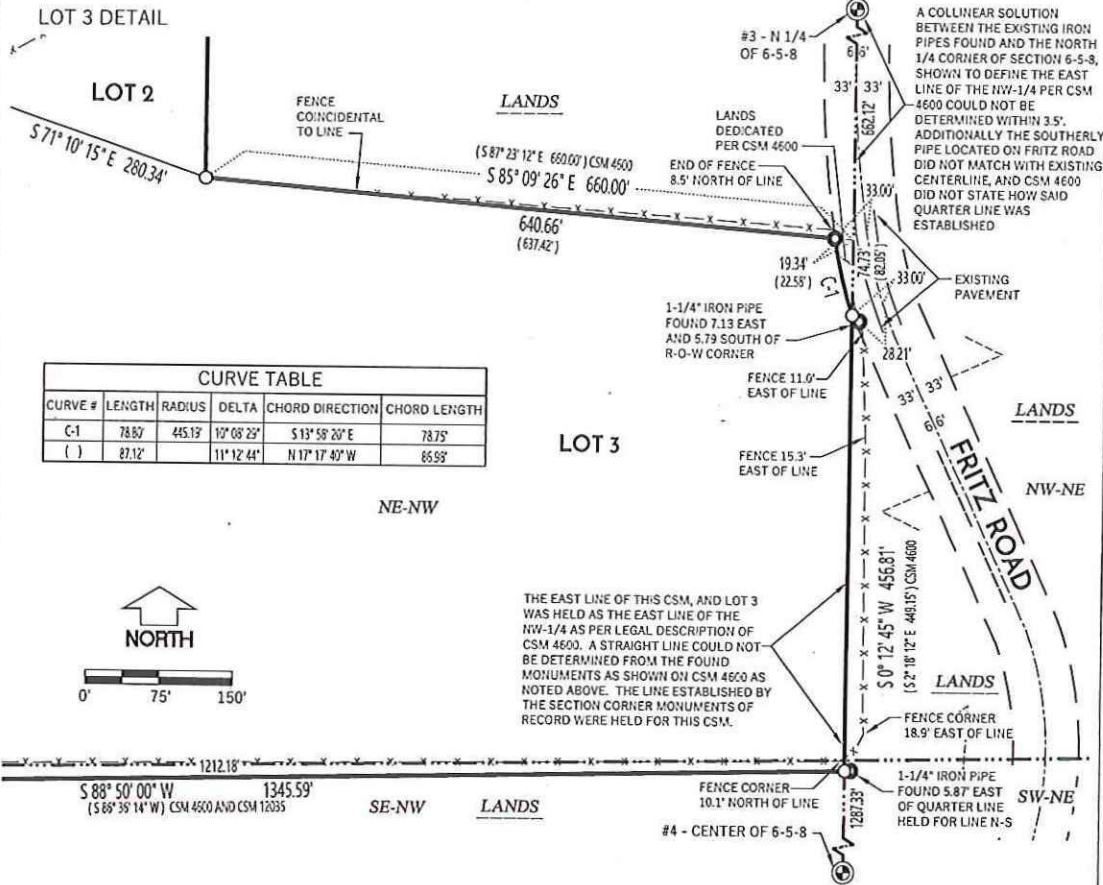 LOT 3 DETAIL
LOT 2
S 71° 10' 15" E 280.34'
FENCE
COINCIDENTAL
TO LINE
LANDS
(S 87° 23' 12" E 660.00') CSM 4600
S 85° 09' 26" E 660.00'
640.66'
(637.42')
#3 - N 1/4
OF 6-5-8
66'
33' 33'
662.12'
LANDS
DEDICATED
PER CSM 4600
END OF FENCE
8.5' NORTH OF LINE
A COLLINEAR SOLUTION
BETWEEN THE EXISTING IRON
PIPES FOUND AND THE NORTH
1/4 CORNER OF SECTION 6-5-8,
SHOWN TO DEFINE THE EAST
LINE OF THE NW-1/4 PER CSM
4600 COULD NOT BE
DETERMINED WITHIN 3.5'.
ADDITIONALLY THE SOUTHERLY
PIPE LOCATED ON FRITZ ROAD
DID NOT MATCH WITH EXISTING
CENTERLINE, AND CSM 4600
DID NOT STATE HOW SAID
QUARTER LINE WAS
ESTABLISHED
33.00'
19.34'
(22.58')
C-1
74.73'
(82.05')
33.00'
EXISTING
PAVEMENT
1-1/4" IRON PIPE
FOUND 7.13 EAST
AND 5.79 SOUTH OF
R-O-W CORNER
28.21'
FENCE 11.0'
EAST OF LINE
33' 33'
66'
LANDS
CURVE TABLE
CURVE # LENGTH RADIUS DELTA CHORD DIRECTION CHORD LENGTH
C-1 78.80' 445.19' 10° 08' 29" S 13° 58' 20" E 78.75'
( ) 87.12' 11° 12' 44" N 17° 17' 40" W 86.98'
LOT 3
FENCE 15.3'
EAST OF LINE
FRITZ ROAD
NE-NW
NW-NE
S 0° 12' 45" W 456.81'
(S 2° 18' 12" E 449.15') CSM 4600
NORTH
0' 75' 150'
THE EAST LINE OF THIS CSM, AND LOT 3
WAS HELD AS THE EAST LINE OF THE
NW-1/4 AS PER LEGAL DESCRIPTION OF
CSM 4600. A STRAIGHT LINE COULD NOT
BE DETERMINED FROM THE FOUND
MONUMENTS AS SHOWN ON CSM 4600 AS
NOTED ABOVE. THE LINE ESTABLISHED BY
THE SECTION CORNER MONUMENTS OF
RECORD WERE HELD FOR THIS CSM.
LANDS
FENCE CORNER
18.9' EAST OF LINE
1212.18'
S 88° 50' 00" W 1345.59'
(S 86° 36' 14" W) CSM 4600 AND CSM 12035
SE-NW
LANDS
FENCE CORNER
10.1' NORTH OF LINE
1287.33'
1-1/4" IRON PIPE
FOUND 5.87' EAST
OF QUARTER LINE
HELD FOR LINE N-S
SW-NE
#4 - CENTER OF 6-5-8